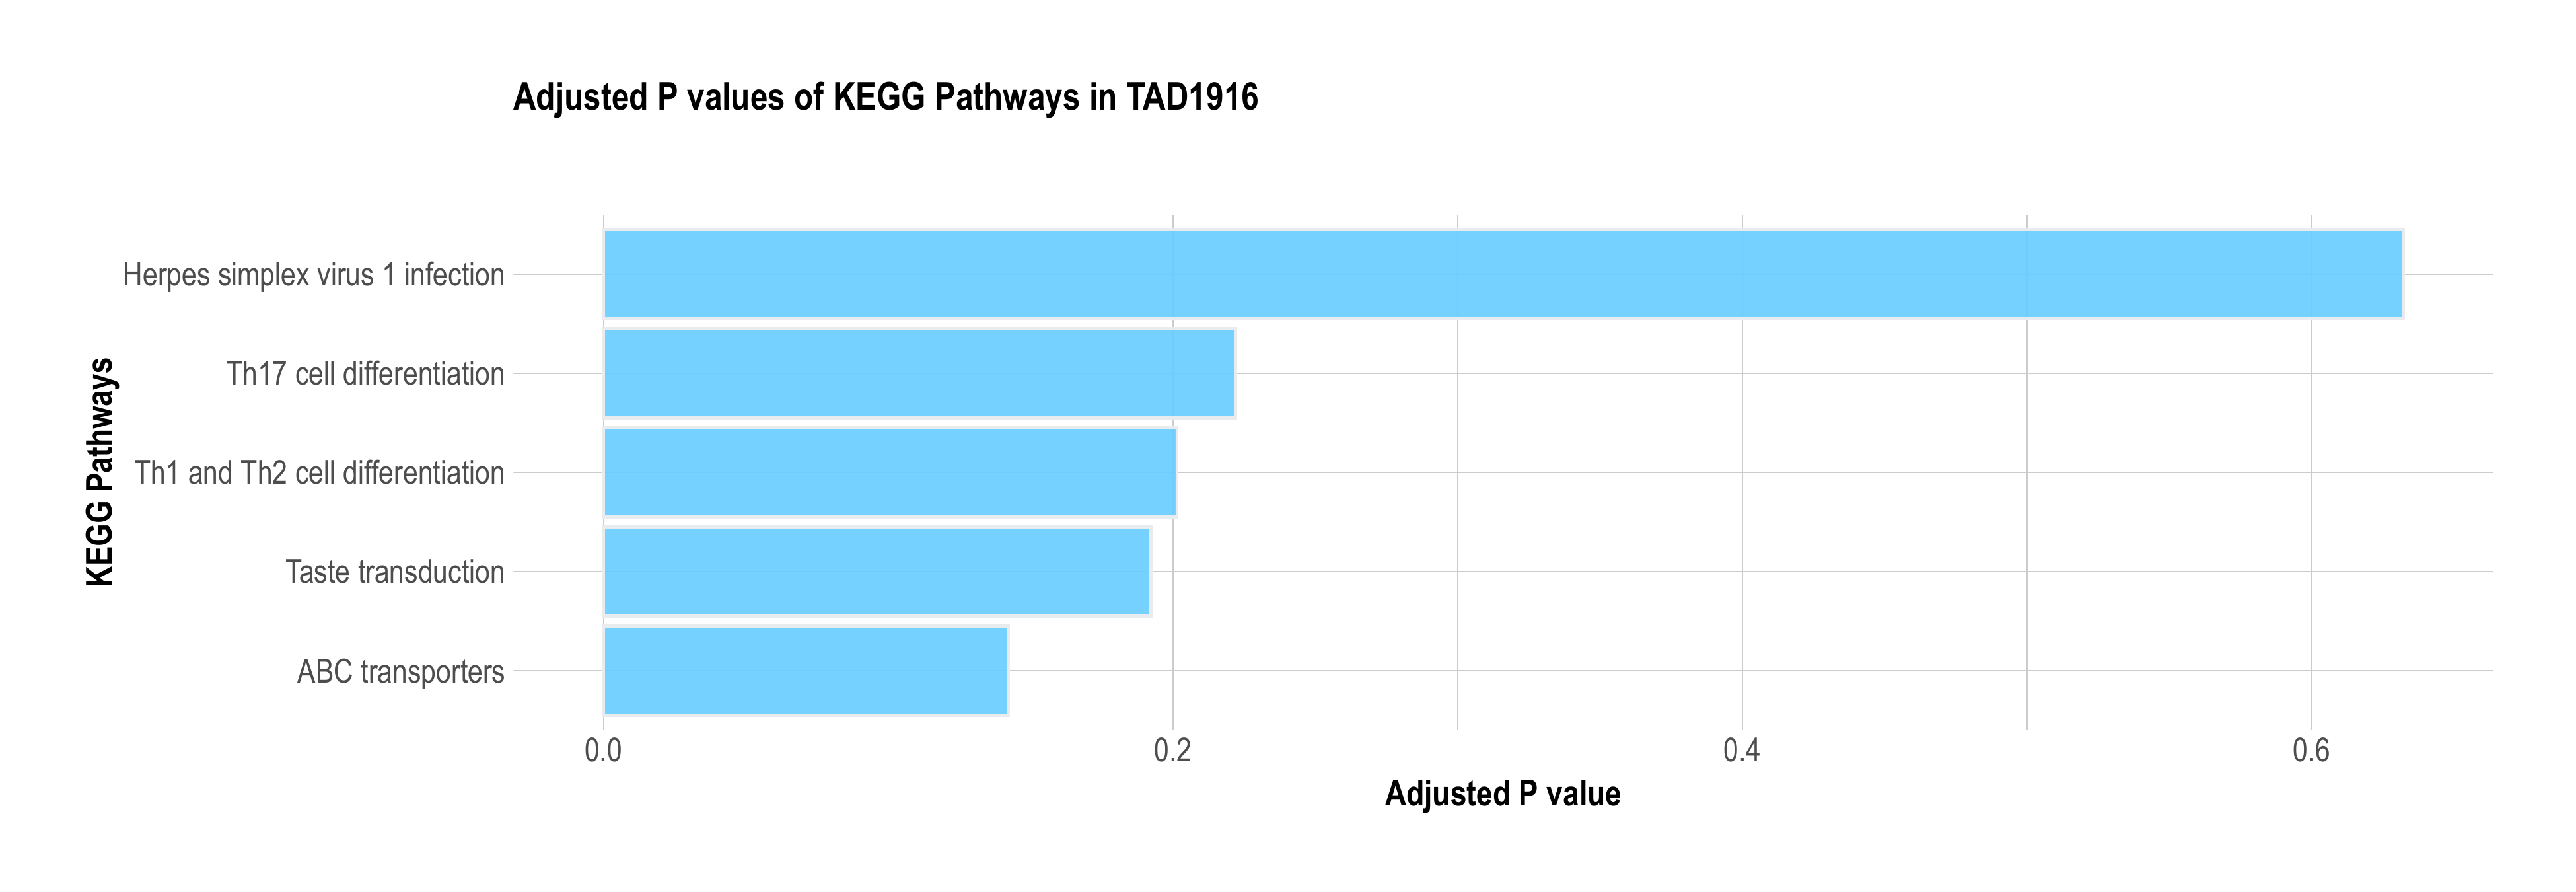 Adjusted P values of KEGG Pathways in TAD1916
KEGG Pathways
Herpes simplex virus 1 infection
Th17 cell differentiation
Th1 and Th2 cell differentiation
Taste transduction
ABC transporters
0.0 0.2 0.4 0.6
Adjusted P value